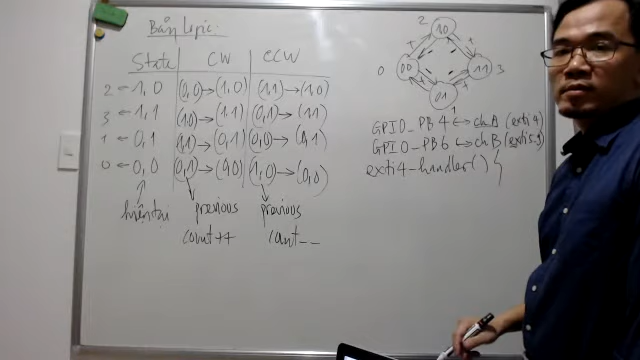 Bảng logic
State CW CCW
2 ← 1, 0 (0,0) → (1,0) (1,1) → (1,0)
3 ← 1, 1 (1,0) → (1,1) (0,1) → (1,1)
1 ← 0, 1 (1,1) → (0,1) (0,0) → (0,1)
0 ← 0, 0 (0,1) → (0,0) (1,0) → (0,0)
hiện tại previous previous
count++ count--
2
10
0 00 11 3
01
1
GPIO_PB4 ↔ chA (exti4)
GPIO_PB6 ↔ chB (exti5-9)
exti4-handler() {